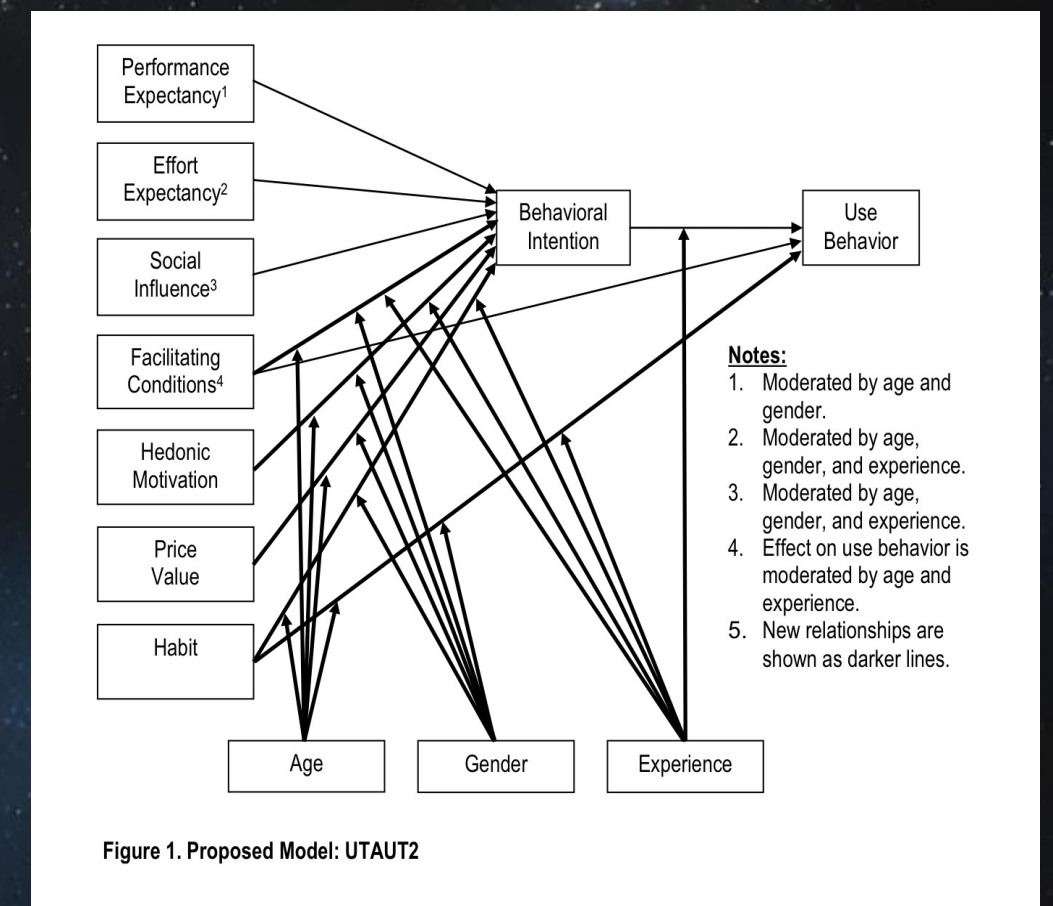 Performance
Expectancy¹
Effort
Expectancy²
Social
Influence³
Facilitating
Conditions⁴
Hedonic
Motivation
Price
Value
Habit
Behavioral
Intention
Use
Behavior
Notes:
1. Moderated by age and
gender.
2. Moderated by age,
gender, and experience.
3. Moderated by age,
gender, and experience.
4. Effect on use behavior is
moderated by age and
experience.
5. New relationships are
shown as darker lines.
Age
Gender
Experience
Figure 1. Proposed Model: UTAUT2